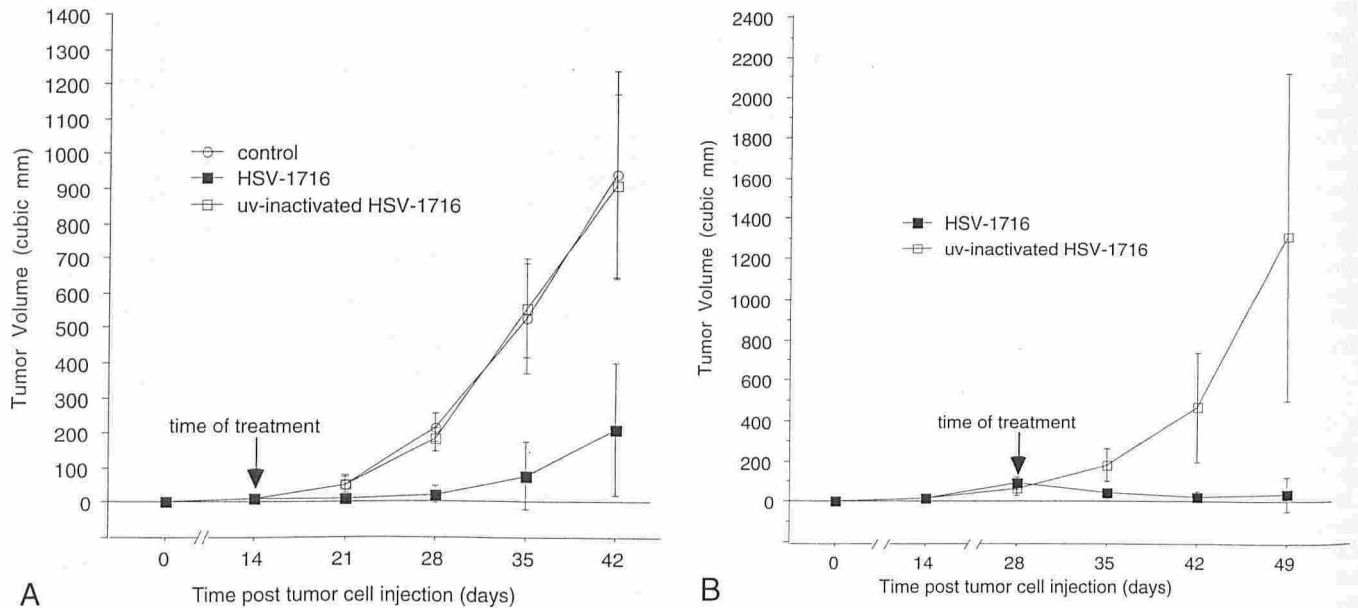 1400
1300
1200
1100
1000
900
800
700
600
500
400
300
200
100
0
Tumor Volume (cubic mm)
control
HSV-1716
uv-inactivated HSV-1716
time of treatment
0 14 21 28 35 42
Time post tumor cell injection (days)
A
2400
2200
2000
1800
1600
1400
1200
1000
800
600
400
200
0
Tumor Volume (cubic mm)
HSV-1716
uv-inactivated HSV-1716
time of treatment
0 14 28 35 42 49
Time post tumor cell injection (days)
B